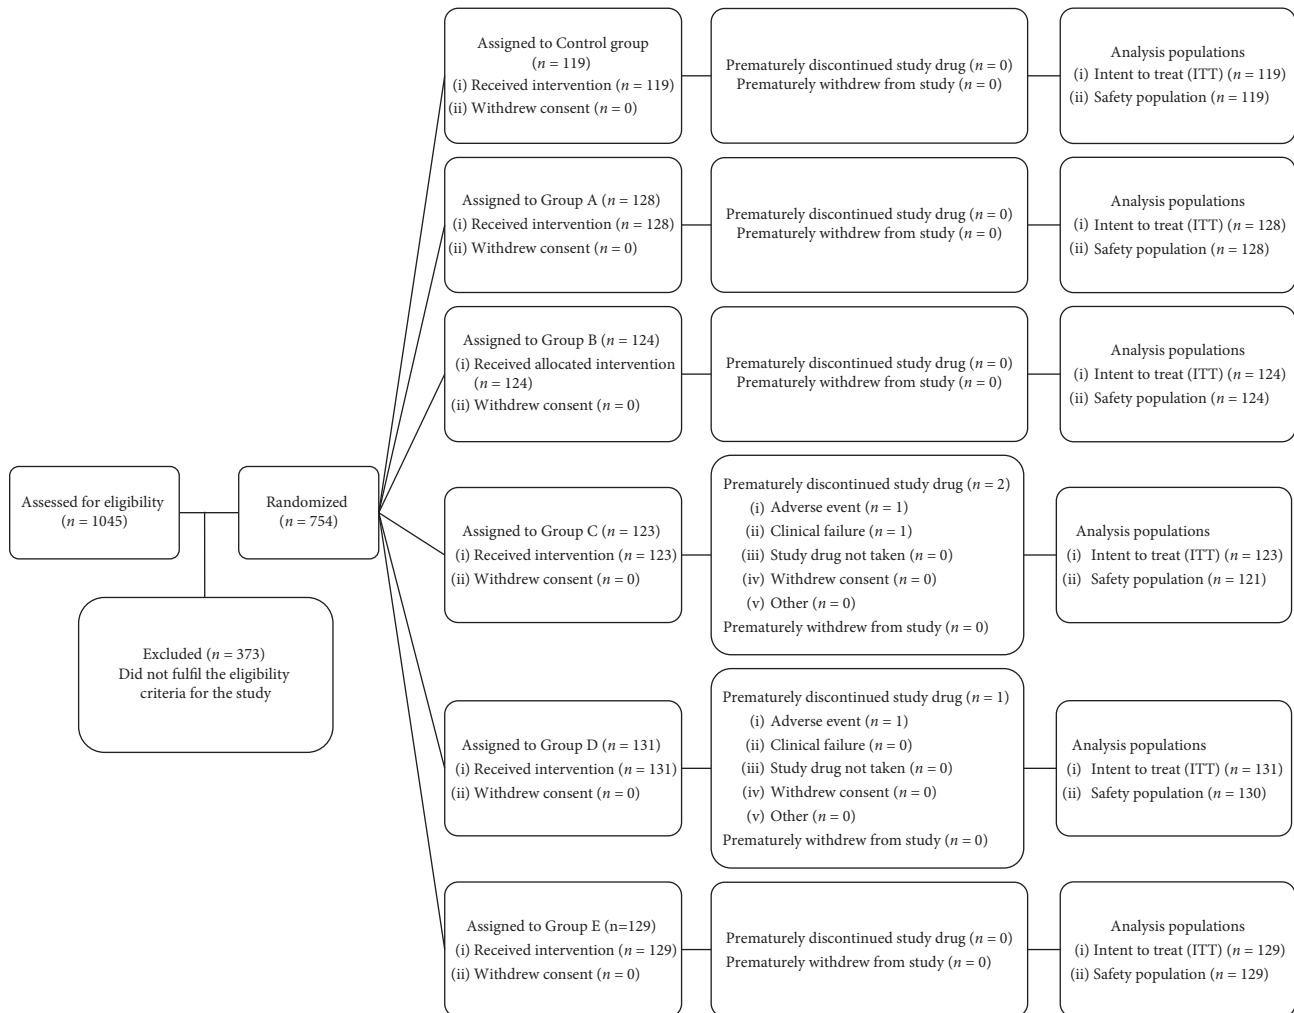 Assessed for eligibility
(n = 1045)
Randomized
(n = 754)
Excluded (n = 373)
Did not fulfil the eligibility
criteria for the study
Assigned to Control group
(n = 119)
(i) Received intervention (n = 119)
(ii) Withdrew consent (n = 0)
Prematurely discontinued study drug (n = 0)
Prematurely withdrew from study (n = 0)
Analysis populations
(i) Intent to treat (ITT) (n = 119)
(ii) Safety population (n = 119)
Assigned to Group A (n = 128)
(i) Received intervention (n = 128)
(ii) Withdrew consent (n = 0)
Prematurely discontinued study drug (n = 0)
Prematurely withdrew from study (n = 0)
Analysis populations
(i) Intent to treat (ITT) (n = 128)
(ii) Safety population (n = 128)
Assigned to Group B (n = 124)
(i) Received allocated intervention
(n = 124)
(ii) Withdrew consent (n = 0)
Prematurely discontinued study drug (n = 0)
Prematurely withdrew from study (n = 0)
Analysis populations
(i) Intent to treat (ITT) (n = 124)
(ii) Safety population (n = 124)
Assigned to Group C (n = 123)
(i) Received intervention (n = 123)
(ii) Withdrew consent (n = 0)
Prematurely discontinued study drug (n = 2)
(i) Adverse event (n = 1)
(ii) Clinical failure (n = 1)
(iii) Study drug not taken (n = 0)
(iv) Withdrew consent (n = 0)
(v) Other (n = 0)
Prematurely withdrew from study (n = 0)
Analysis populations
(i) Intent to treat (ITT) (n = 123)
(ii) Safety population (n = 121)
Assigned to Group D (n = 131)
(i) Received intervention (n = 131)
(ii) Withdrew consent (n = 0)
Prematurely discontinued study drug (n = 1)
(i) Adverse event (n = 1)
(ii) Clinical failure (n = 0)
(iii) Study drug not taken (n = 0)
(iv) Withdrew consent (n = 0)
(v) Other (n = 0)
Prematurely withdrew from study (n = 0)
Analysis populations
(i) Intent to treat (ITT) (n = 131)
(ii) Safety population (n = 130)
Assigned to Group E (n=129)
(i) Received intervention (n = 129)
(ii) Withdrew consent (n = 0)
Prematurely discontinued study drug (n = 0)
Prematurely withdrew from study (n = 0)
Analysis populations
(i) Intent to treat (ITT) (n = 129)
(ii) Safety population (n = 129)